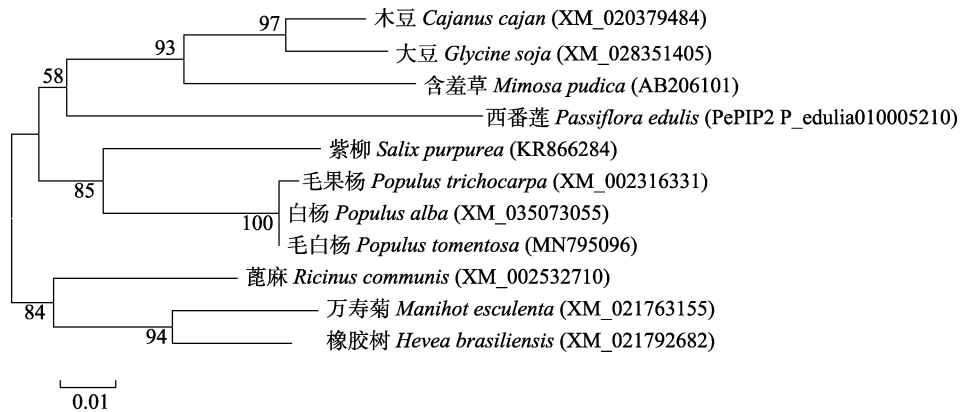 97
木豆 Cajanus cajan (XM_020379484)
93
大豆 Glycine soja (XM_028351405)
58
含羞草 Mimosa pudica (AB206101)
西番莲 Passiflora edulis (PePIP2 P_edulia010005210)
紫柳 Salix purpurea (KR866284)
85
毛果杨 Populus trichocarpa (XM_002316331)
100
白杨 Populus alba (XM_035073055)
毛白杨 Populus tomentosa (MN795096)
蓖麻 Ricinus communis (XM_002532710)
84
万寿菊 Manihot esculenta (XM_021763155)
94
橡胶树 Hevea brasiliensis (XM_021792682)
0.01